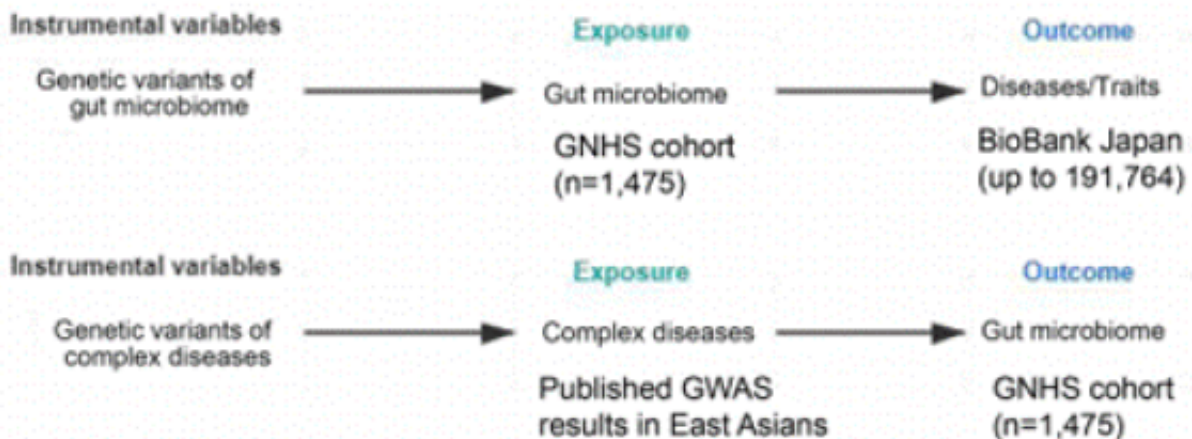 Instrumental variables Exposure Outcome
Genetic variants of
gut microbiome
Gut microbiome
Diseases/Traits
GNHS cohort
(n=1,475)
BioBank Japan
(up to 191,764)
Instrumental variables Exposure Outcome
Genetic variants of
complex diseases
Complex diseases
Gut microbiome
Published GWAS
results in East Asians
GNHS cohort
(n=1,475)